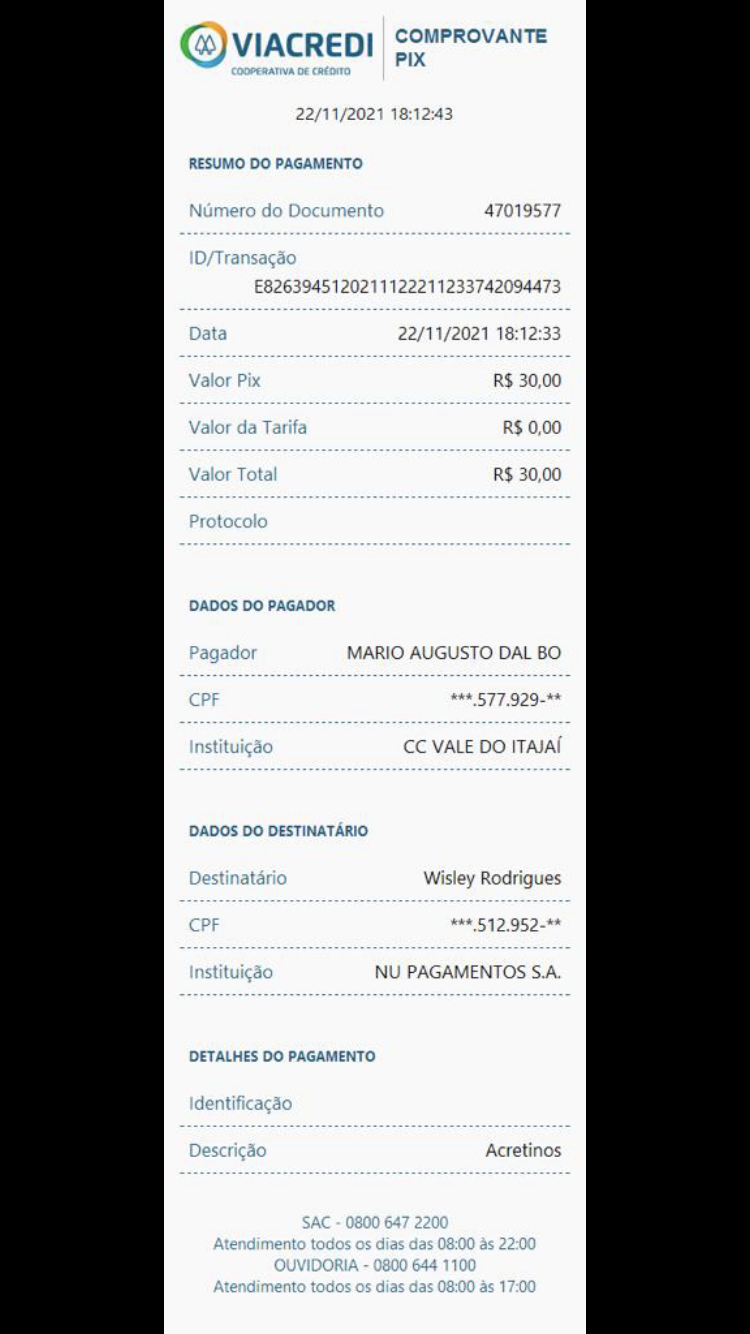 VIACREDI
COOPERATIVA DE CRÉDITO
COMPROVANTE
PIX
22/11/2021 18:12:43
RESUMO DO PAGAMENTO
Número do Documento 47019577
ID/Transação
E8263945120211122211233742094473
Data 22/11/2021 18:12:33
Valor Pix R$ 30,00
Valor da Tarifa R$ 0,00
Valor Total R$ 30,00
Protocolo
DADOS DO PAGADOR
Pagador MARIO AUGUSTO DAL BO
CPF ***.577.929-**
Instituição CC VALE DO ITAJAÍ
DADOS DO DESTINATÁRIO
Destinatário Wisley Rodrigues
CPF ***.512.952-**
Instituição NU PAGAMENTOS S.A.
DETALHES DO PAGAMENTO
Identificação
Descrição Acretinos
SAC - 0800 647 2200
Atendimento todos os dias das 08:00 às 22:00
OUVIDORIA - 0800 644 1100
Atendimento todos os dias das 08:00 às 17:00